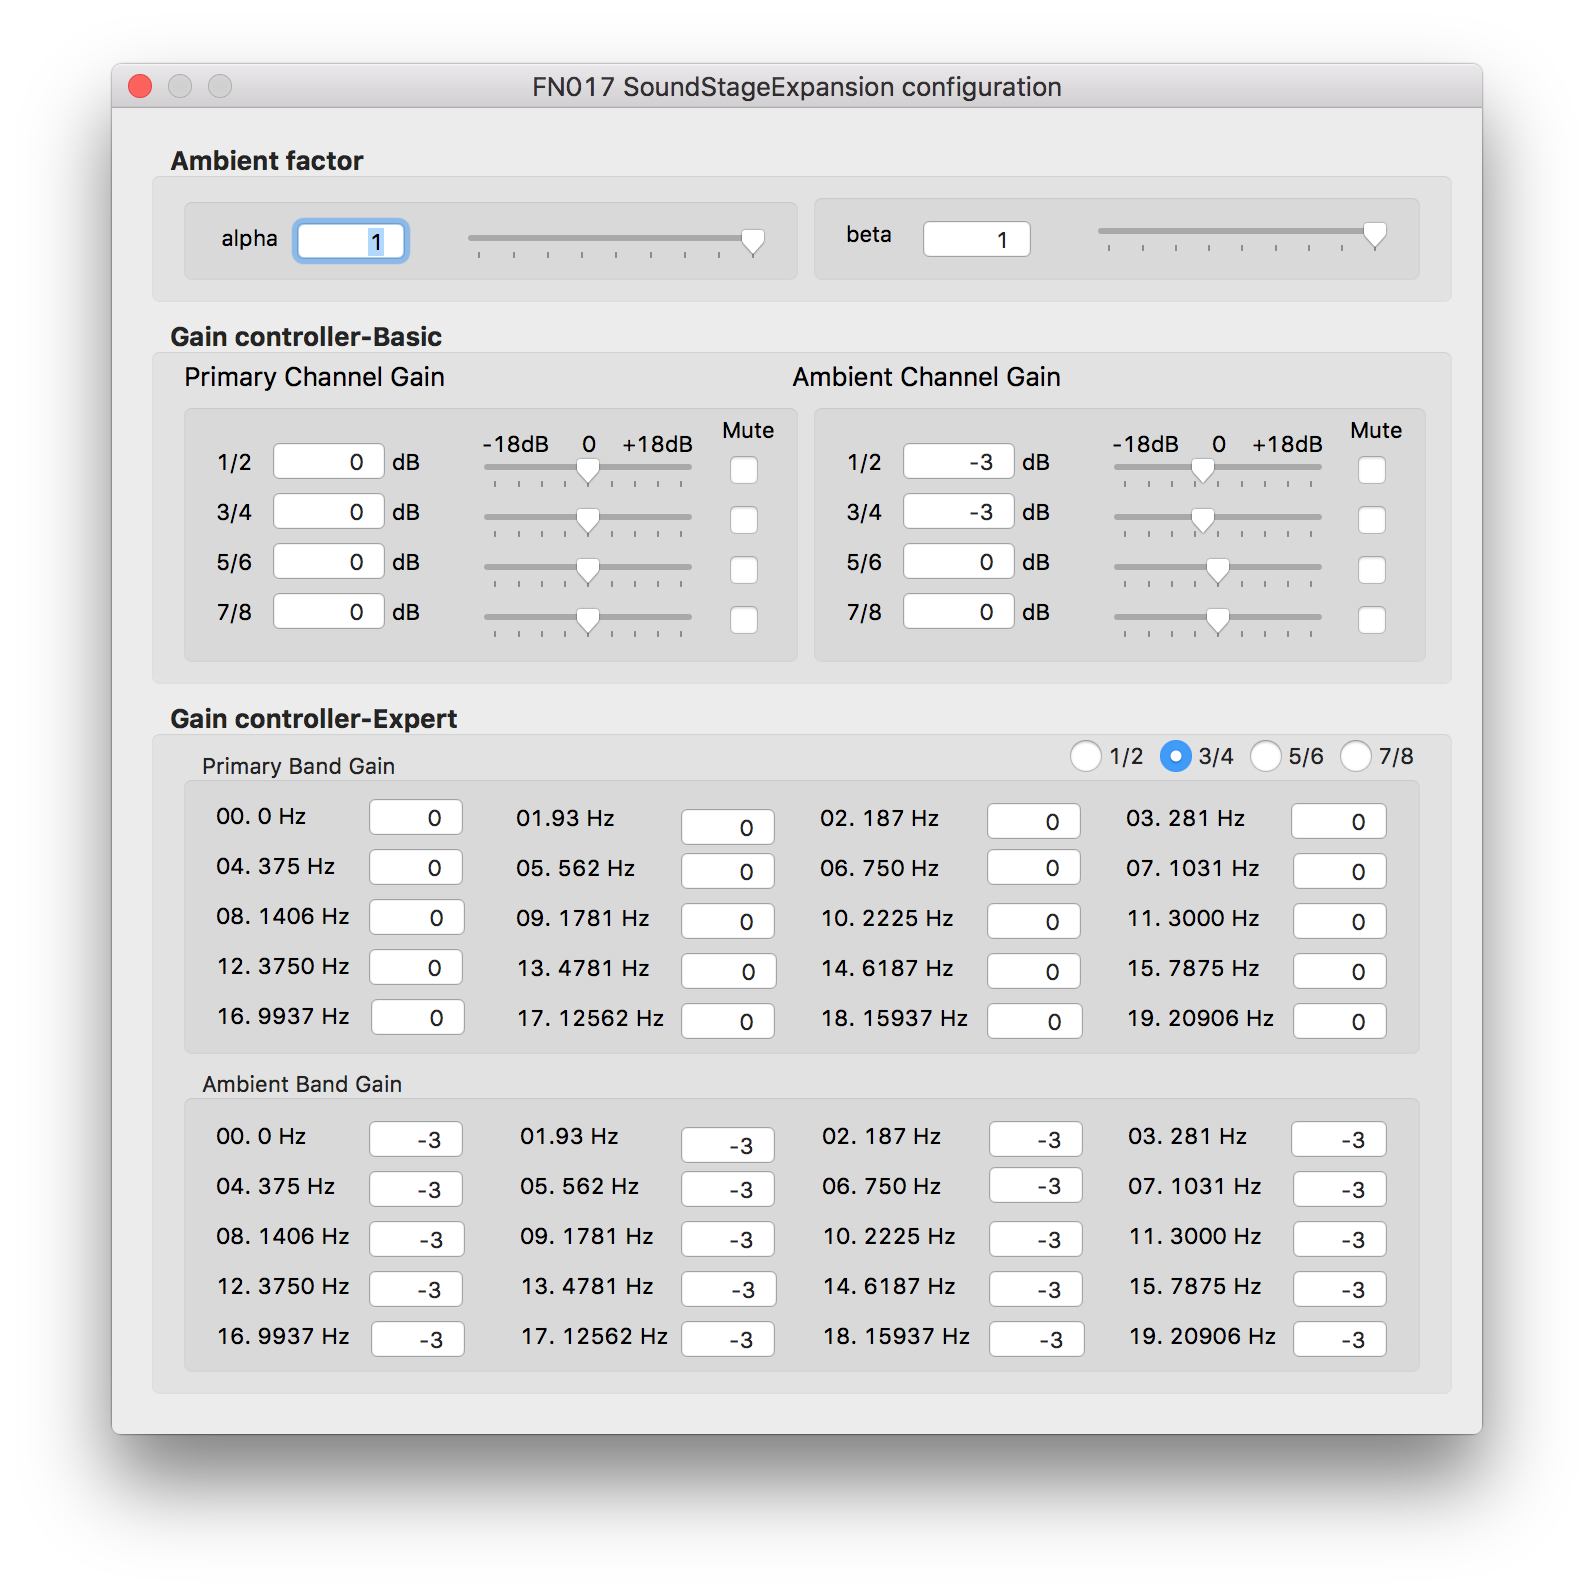 FN017 SoundStageExpansion configuration
Ambient factor
alpha 1 beta 1
Gain controller-Basic
Primary Channel Gain Ambient Channel Gain
-18dB 0 +18dB Mute -18dB 0 +18dB Mute
1/2 0 dB 1/2 -3 dB
3/4 0 dB 3/4 -3 dB
5/6 0 dB 5/6 0 dB
7/8 0 dB 7/8 0 dB
Gain controller-Expert
1/2 3/4 5/6 7/8
Primary Band Gain
00. 0 Hz 0 01.93 Hz 0 02. 187 Hz 0 03. 281 Hz 0
04. 375 Hz 0 05. 562 Hz 0 06. 750 Hz 0 07. 1031 Hz 0
08. 1406 Hz 0 09. 1781 Hz 0 10. 2225 Hz 0 11. 3000 Hz 0
12. 3750 Hz 0 13. 4781 Hz 0 14. 6187 Hz 0 15. 7875 Hz 0
16. 9937 Hz 0 17. 12562 Hz 0 18. 15937 Hz 0 19. 20906 Hz 0
Ambient Band Gain
00. 0 Hz -3 01.93 Hz -3 02. 187 Hz -3 03. 281 Hz -3
04. 375 Hz -3 05. 562 Hz -3 06. 750 Hz -3 07. 1031 Hz -3
08. 1406 Hz -3 09. 1781 Hz -3 10. 2225 Hz -3 11. 3000 Hz -3
12. 3750 Hz -3 13. 4781 Hz -3 14. 6187 Hz -3 15. 7875 Hz -3
16. 9937 Hz -3 17. 12562 Hz -3 18. 15937 Hz -3 19. 20906 Hz -3